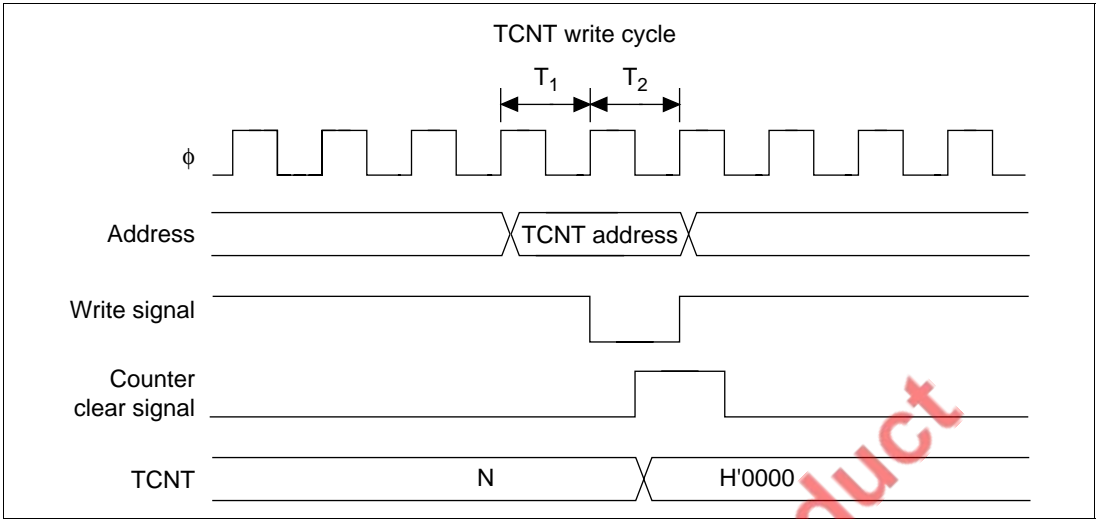 TCNT write cycle
T1 T2
ϕ
Address
TCNT address
Write signal
Counter
clear signal
TCNT
N
H'0000
duct